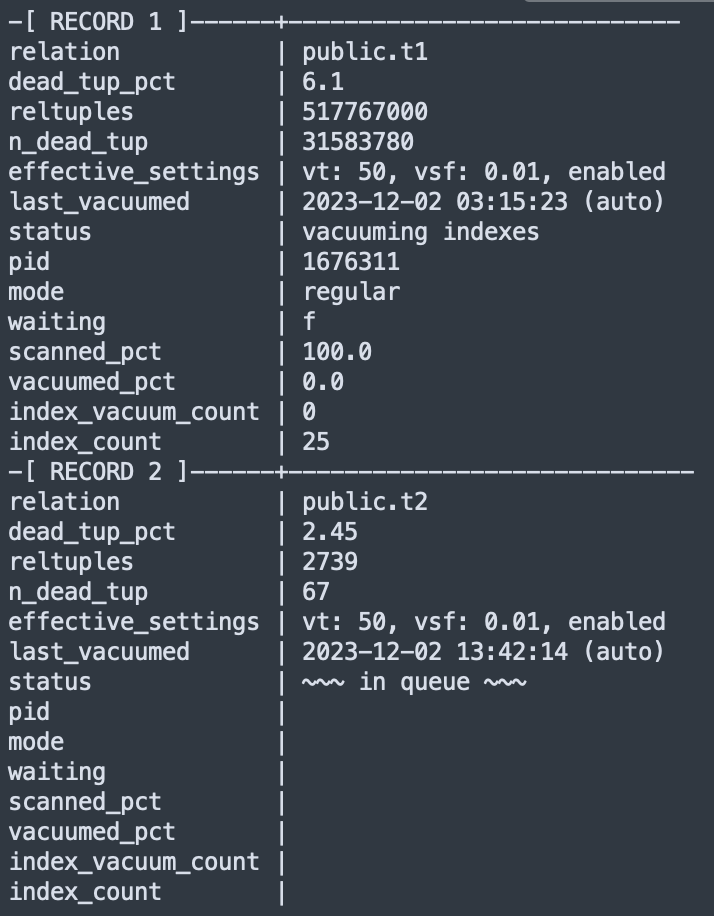 -[ RECORD 1 ]------+----------------------------
relation           | public.t1
dead_tup_pct       | 6.1
reltuples          | 517767000
n_dead_tup         | 31583780
effective_settings | vt: 50, vsf: 0.01, enabled
last_vacuumed      | 2023-12-02 03:15:23 (auto)
status             | vacuuming indexes
pid                | 1676311
mode               | regular
waiting            | f
scanned_pct        | 100.0
vacuumed_pct       | 0.0
index_vacuum_count | 0
index_count        | 25
-[ RECORD 2 ]------+-----------------------------
relation           | public.t2
dead_tup_pct       | 2.45
reltuples          | 2739
n_dead_tup         | 67
effective_settings | vt: 50, vsf: 0.01, enabled
last_vacuumed      | 2023-12-02 13:42:14 (auto)
status             | ~~~ in queue ~~~
pid                |
mode               |
waiting            |
scanned_pct        |
vacuumed_pct       |
index_vacuum_count |
index_count        |